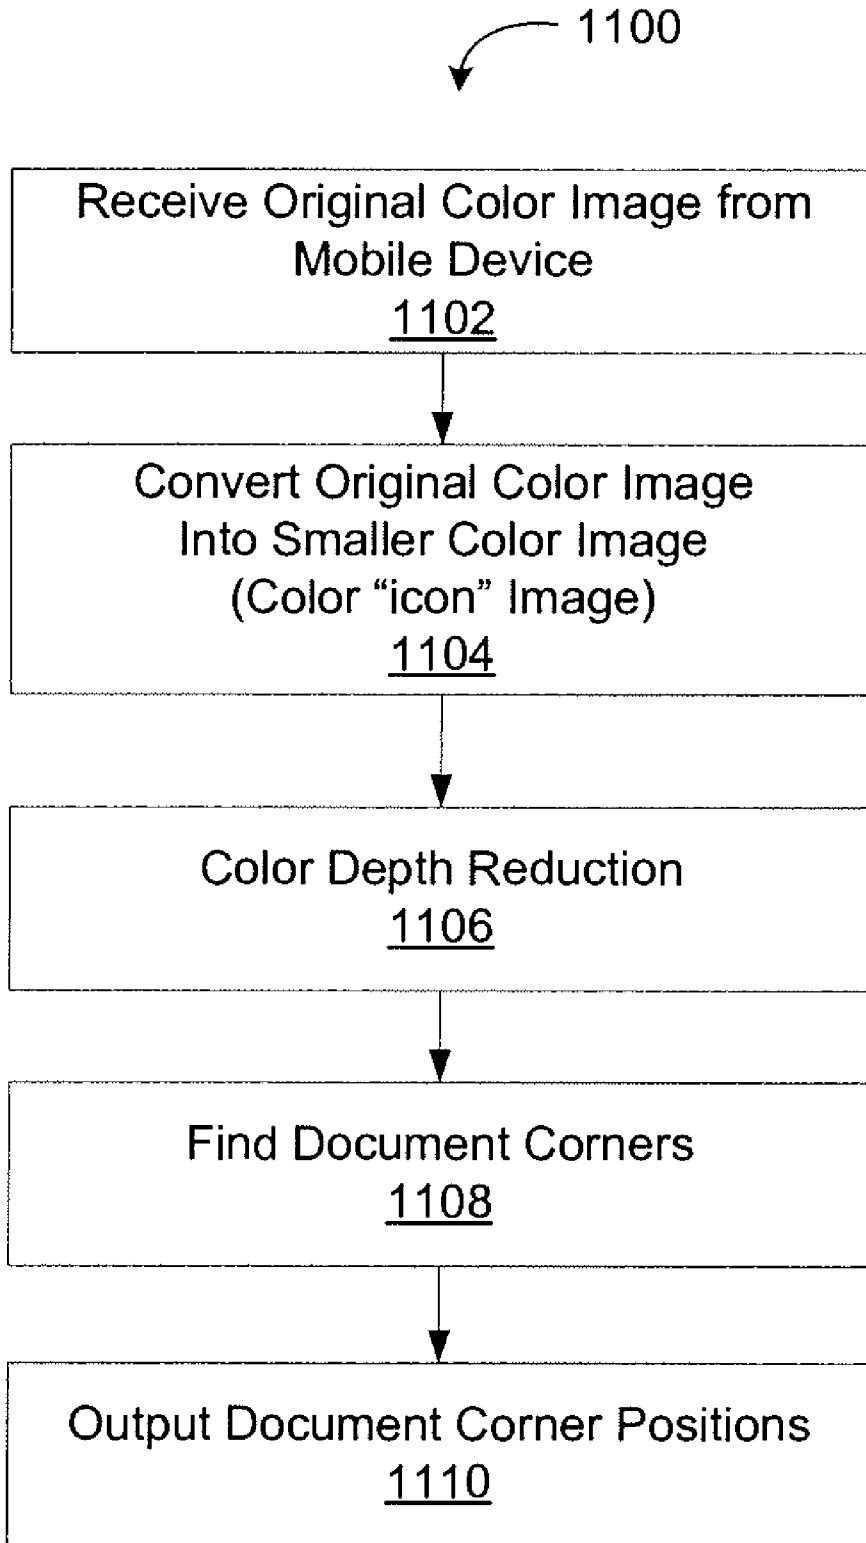 1100
Receive Original Color Image from
Mobile Device
1102
Convert Original Color Image
Into Smaller Color Image
(Color “icon” Image)
1104
Color Depth Reduction
1106
Find Document Corners
1108
Output Document Corner Positions
1110